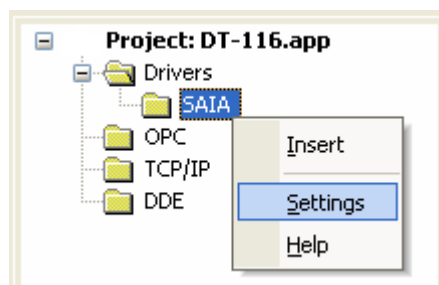 Project: DT-116.app
Drivers
SAIA
OPC
Insert
TCP/IP
DDE
Settings
Help